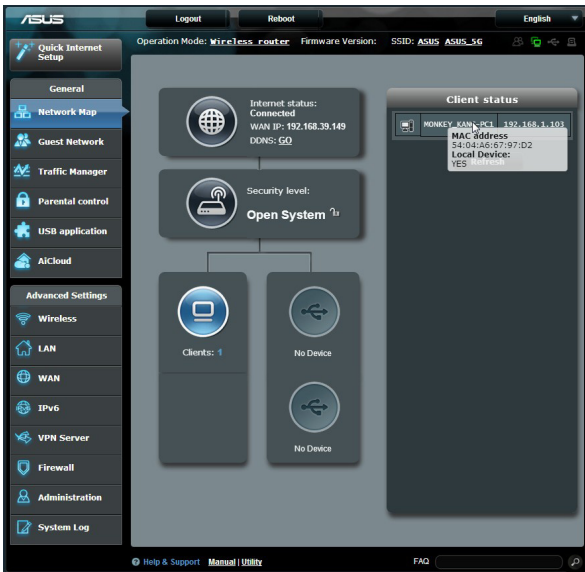 ASUS
Logout
Reboot
English
Quick Internet
Setup
Operation Mode: Wireless router Firmware Version: SSID: ASUS ASUS_5G
General
Network Map
Guest Network
Traffic Manager
Parental control
USB application
AiCloud
Advanced Settings
Wireless
LAN
WAN
IPv6
VPN Server
Firewall
Administration
System Log
Internet status:
Connected
WAN IP: 192.168.39.149
DDNS: GO
Security level:
Open System
Clients: 1
No Device
No Device
Client status
192.168.1.103
MAC address
54:04:A6:67:97:D2
Local Device:
YES
Refresh
Help & Support Manual | Utility
FAQ